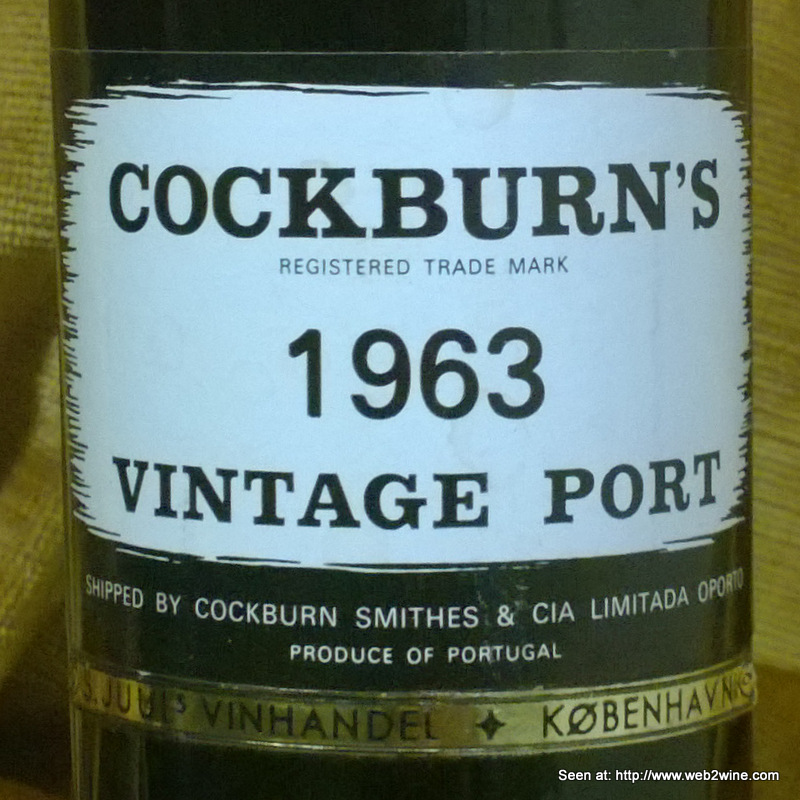 COCKBURN'S
REGISTERED TRADE MARK
1963
VINTAGE PORT
SHIPPED BY COCKBURN SMITHES & CIA LIMITADA OPORTO
PRODUCE OF PORTUGAL
JUUL'S VINHANDEL ✦ KØBENHAVN
Seen at: http://www.web2wine.com